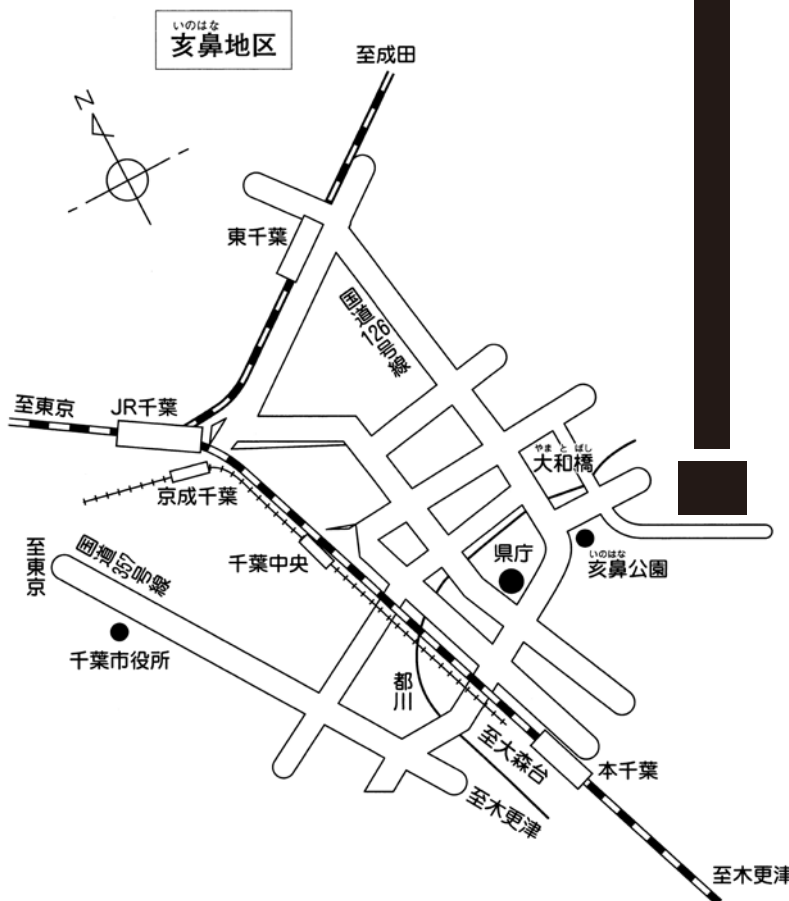 いのはな
亥鼻地区
至成田
N
東千葉
国道126号線
至東京
JR千葉
やまとばし
大和橋
京成千葉
至東京
国道357号線
千葉中央
県庁
いのはな
亥鼻公園
千葉市役所
都川
至大森台
本千葉
至木更津
至木更津